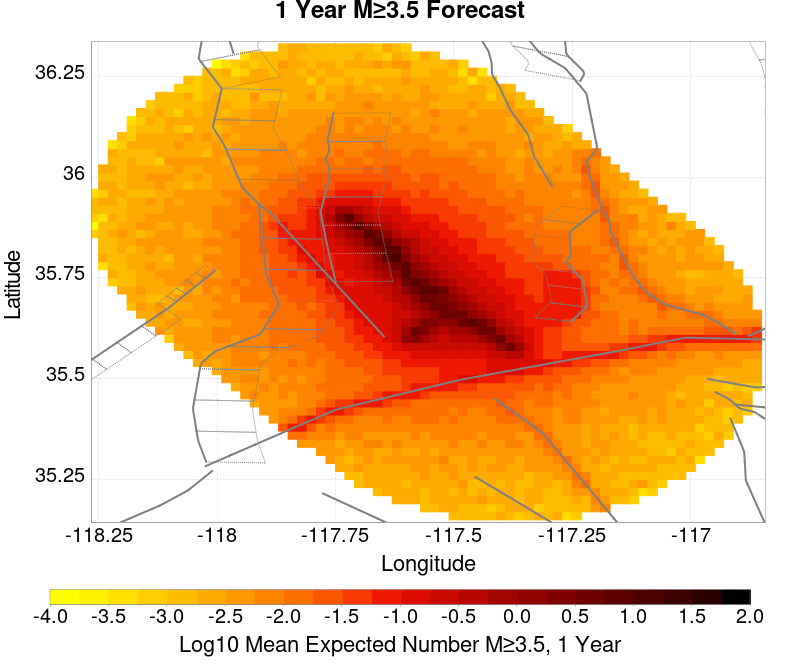 1 Year M≥3.5 Forecast
36.25
36
35.75
35.5
35.25
Latitude
-118.25 -118 -117.75 -117.5 -117.25 -117
Longitude
-4.0 -3.5 -3.0 -2.5 -2.0 -1.5 -1.0 -0.5 0.0 0.5 1.0 1.5 2.0
Log10 Mean Expected Number M≥3.5, 1 Year